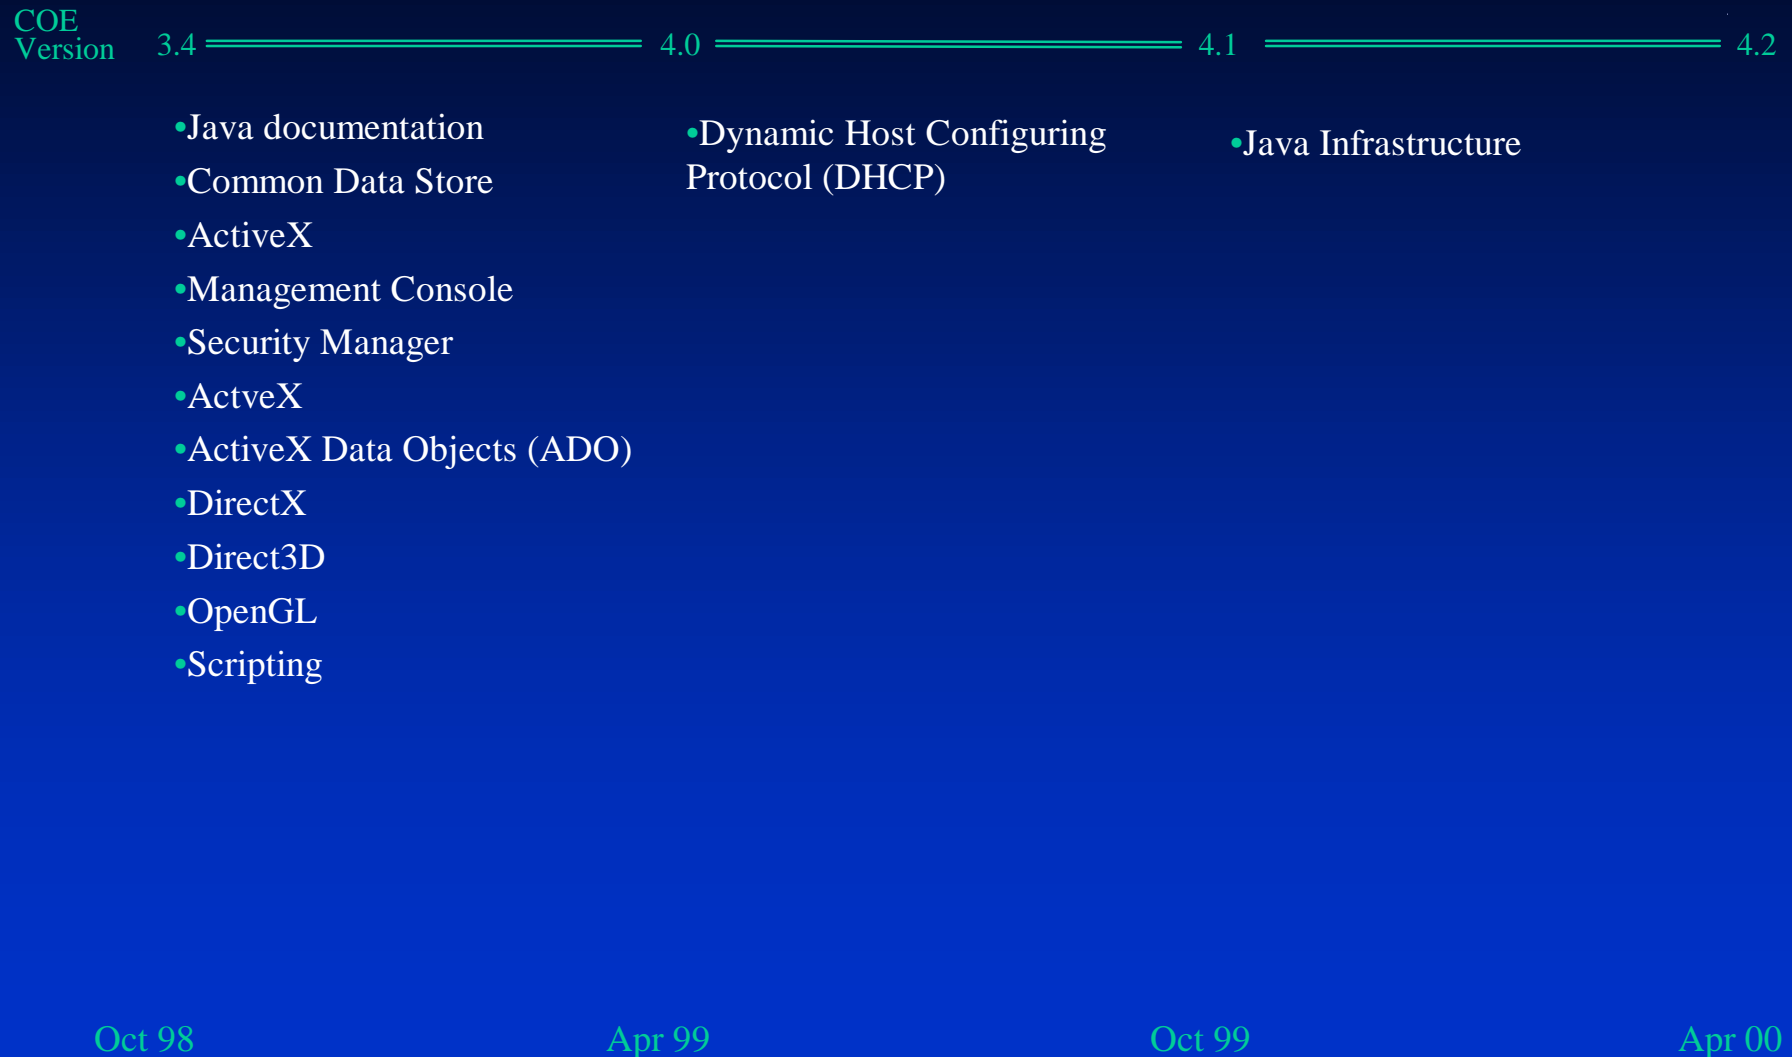 COE
Version 3.4 4.0 4.1 4.2
•Java documentation
•Common Data Store
•ActiveX
•Management Console
•Security Manager
•ActveX
•ActiveX Data Objects (ADO)
•DirectX
•Direct3D
•OpenGL
•Scripting
•Dynamic Host Configuring
Protocol (DHCP)
•Java Infrastructure
Oct 98 Apr 99 Oct 99 Apr 00